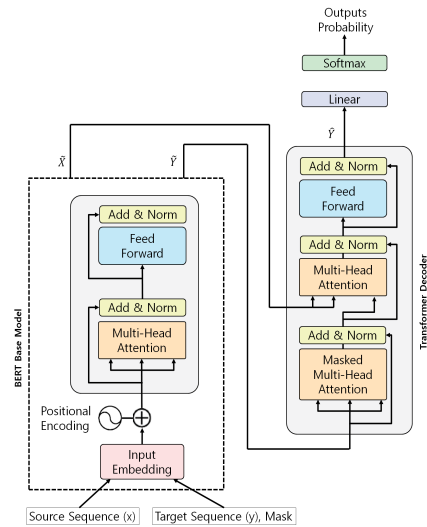 Outputs
Probability
Softmax
Linear
X̃
Ỹ
Ŷ
Add & Norm
Feed
Forward
Add & Norm
Multi-Head
Attention
Add & Norm
Masked
Multi-Head
Attention
Transformer Decoder
Add & Norm
Feed
Forward
Add & Norm
Multi-Head
Attention
BERT Base Model
Positional
Encoding
Input
Embedding
Source Sequence (x)
Target Sequence (y), Mask